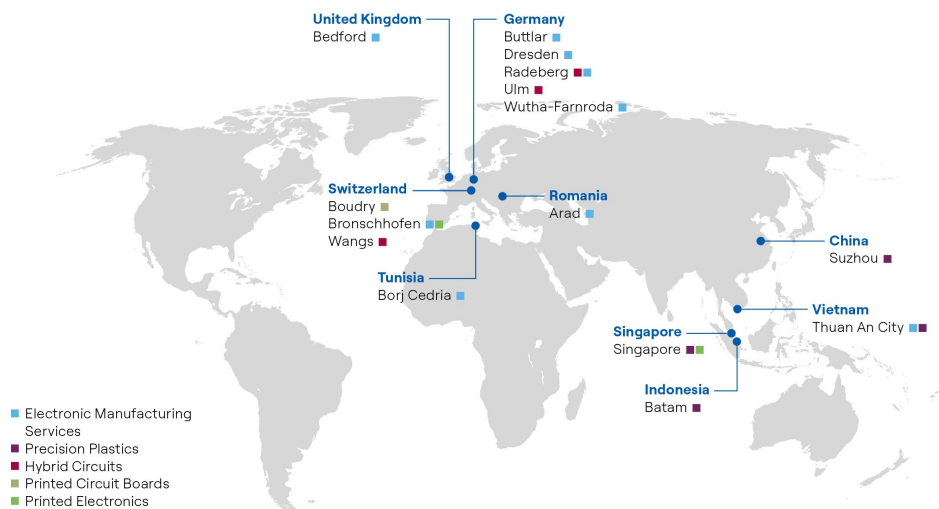 United Kingdom
Bedford
Germany
Buttlar
Dresden
Radeberg
Ulm
Wutha-Farnroda
Switzerland
Boudry
Bronschhofen
Wangs
Romania
Arad
China
Suzhou
Tunisia
Borj Cedria
Vietnam
Thuan An City
Singapore
Singapore
Indonesia
Batam
Electronic Manufacturing
Services
Precision Plastics
Hybrid Circuits
Printed Circuit Boards
Printed Electronics